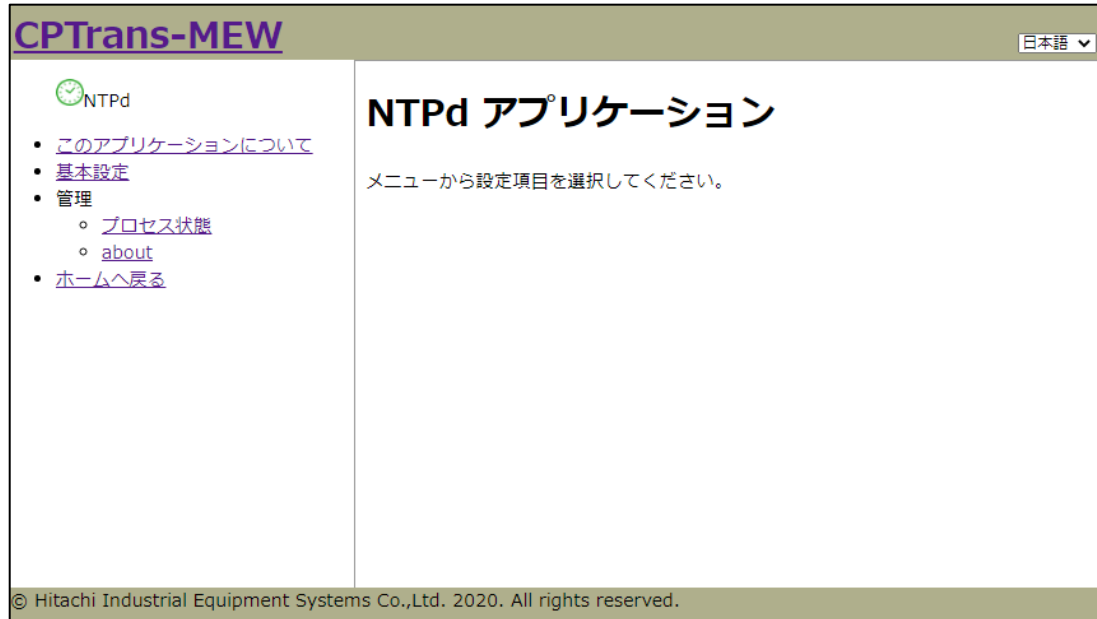 CPTrans-MEW
日本語
NTPd
このアプリケーションについて
基本設定
管理
プロセス状態
about
ホームへ戻る
NTPd アプリケーション
メニューから設定項目を選択してください。
© Hitachi Industrial Equipment Systems Co.,Ltd. 2020. All rights reserved.